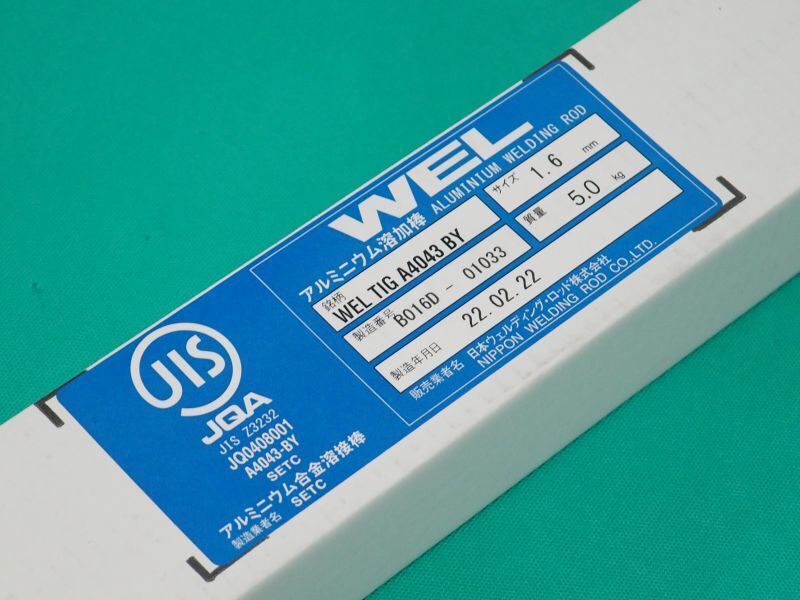 WEL
アルミニウム溶加棒 ALUMINIUM WELDING ROD
銘柄 WEL TIG A4043 BY
サイズ 1.6 mm
製造番号 B016D - 01033
質量 5.0 kg
製造年月日 22.02.22
販売業者名 日本ウェルディング・ロッド株式会社
NIPPON WELDING ROD CO.,LTD.
JIS
JQA
JIS Z3232
JQ0408001
A4043-BY
SETC
アルミニウム合金溶接棒
製造業者名 SETC